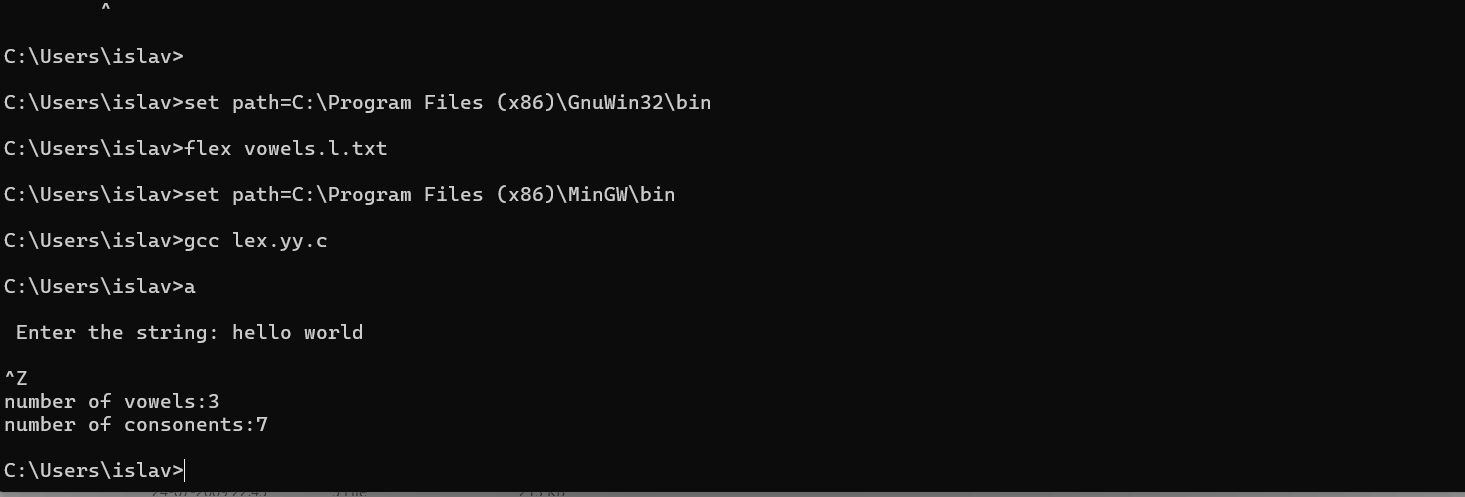 ^
C:\Users\islav>
C:\Users\islav>set path=C:\Program Files (x86)\GnuWin32\bin
C:\Users\islav>flex vowels.l.txt
C:\Users\islav>set path=C:\Program Files (x86)\MinGW\bin
C:\Users\islav>gcc lex.yy.c
C:\Users\islav>a
Enter the string: hello world
^Z
number of vowels:3
number of consonents:7
C:\Users\islav>